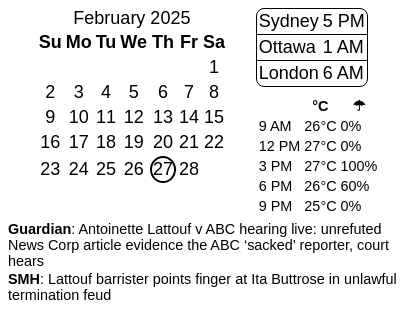 February 2025
Su Mo Tu We Th Fr Sa
1
2 3 4 5 6 7 8
9 10 11 12 13 14 15
16 17 18 19 20 21 22
23 24 25 26 27 28
Sydney 5 PM
Ottawa 1 AM
London 6 AM
°C ☂
9 AM 26°C 0%
12 PM 27°C 0%
3 PM 27°C 100%
6 PM 26°C 60%
9 PM 25°C 0%
Guardian: Antoinette Lattouf v ABC hearing live: unrefuted
News Corp article evidence the ABC ‘sacked’ reporter, court
hears
SMH: Lattouf barrister points finger at Ita Buttrose in unlawful
termination feud